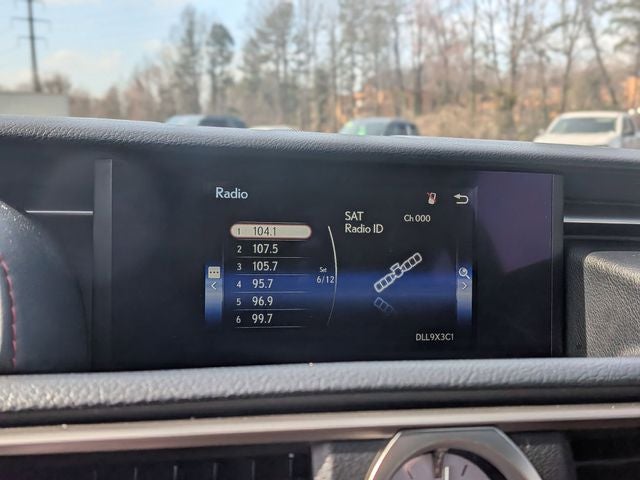 Radio
SAT
Ch 000
Radio ID
1 104.1
2 107.5
3 105.7
4 95.7
5 96.9
6 99.7
Set
6/12
DLL9X3C1